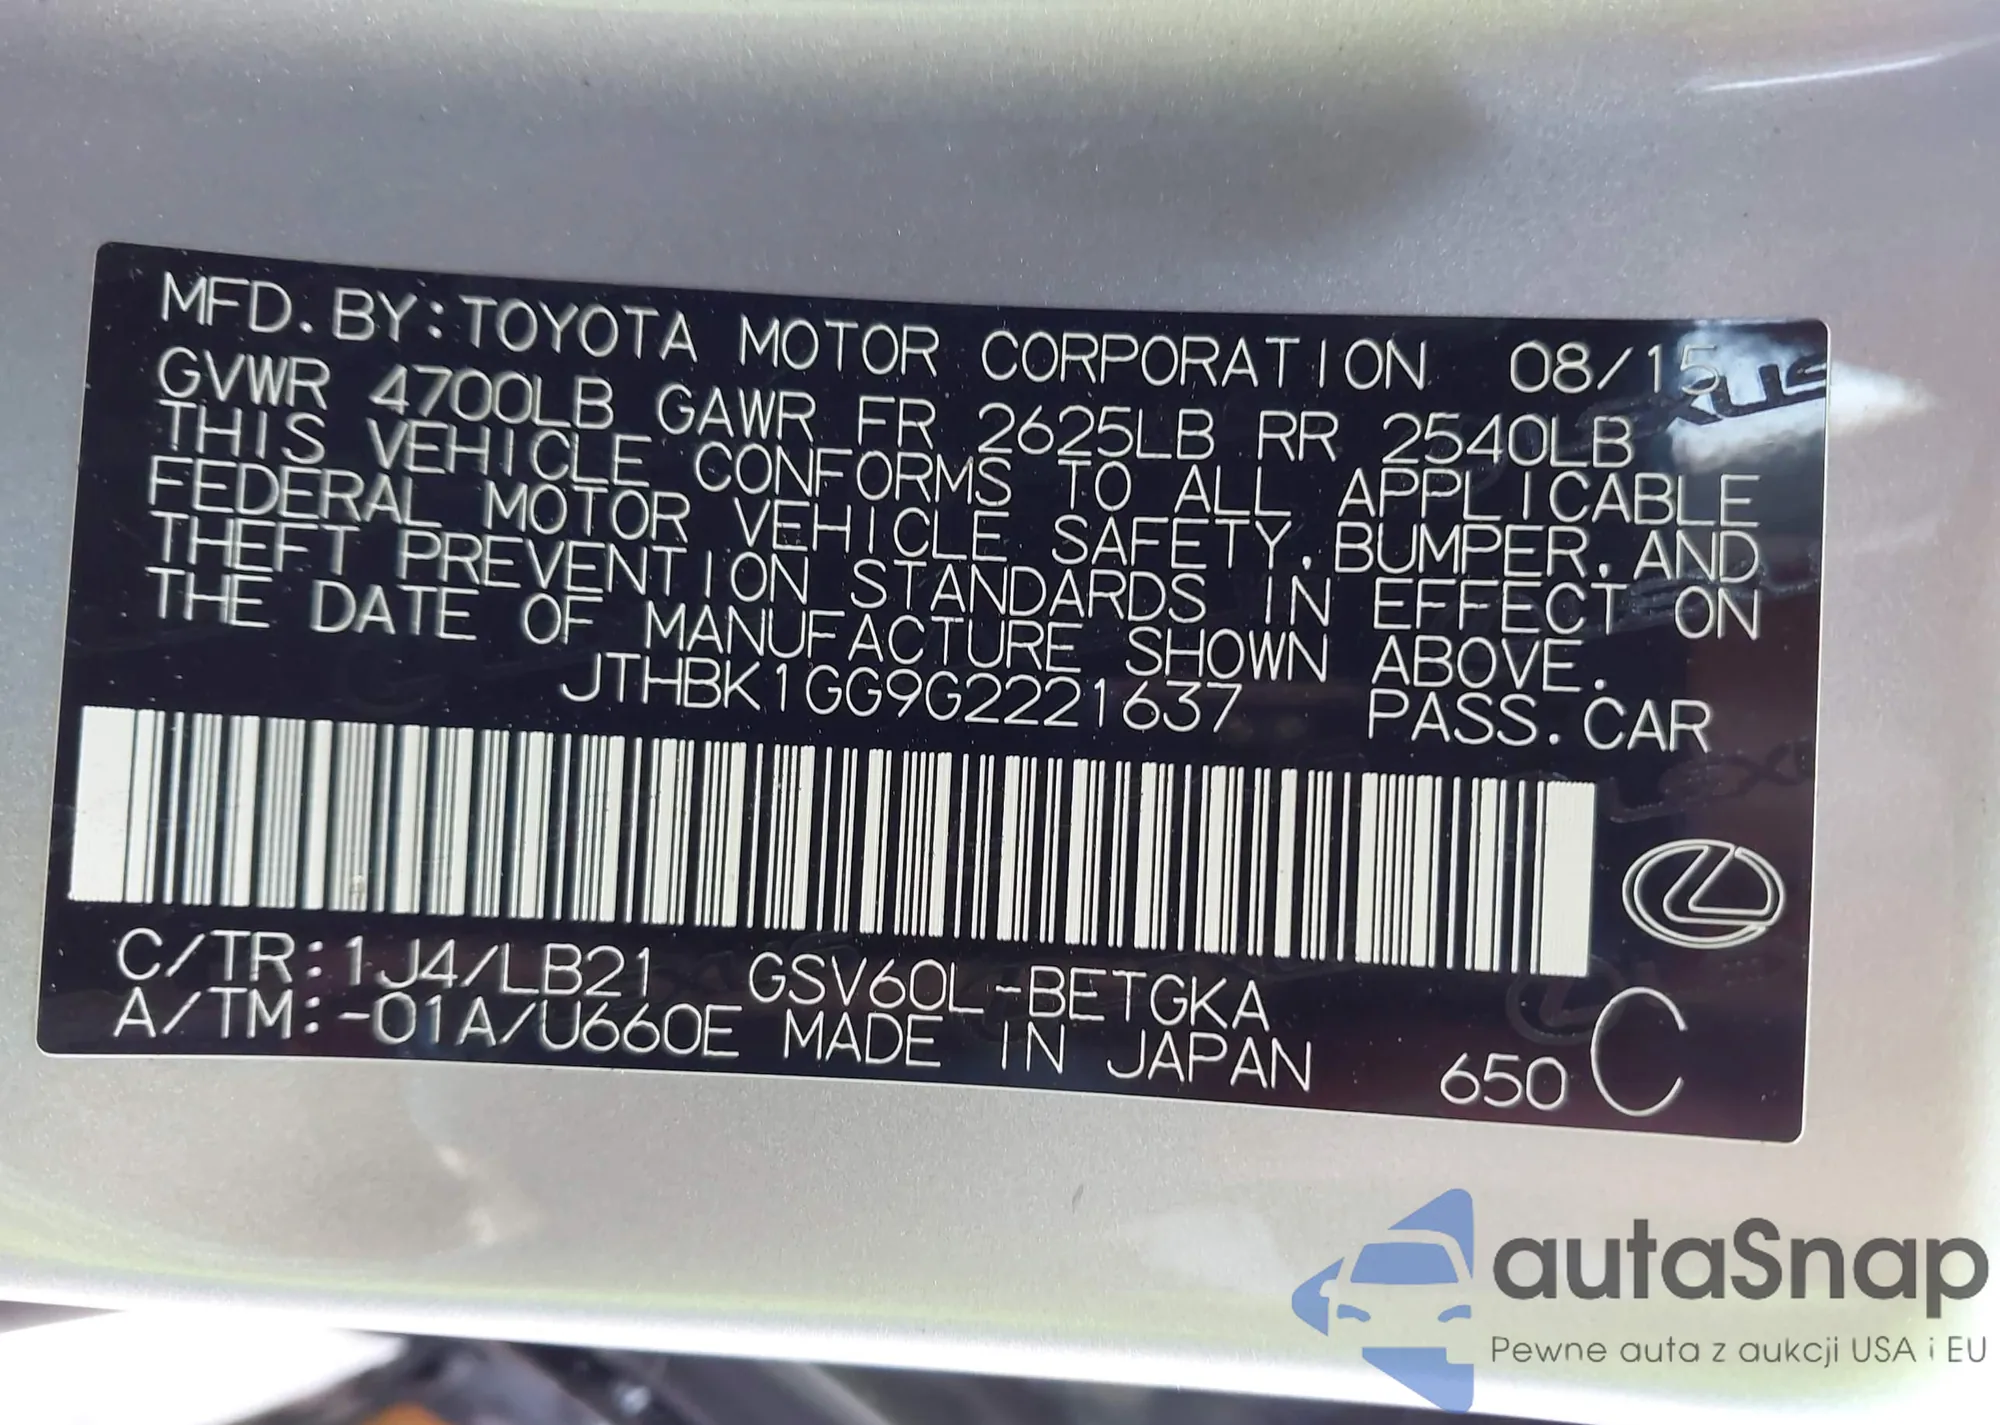 MFD. BY: TOYOTA MOTOR CORPORATION 08/15
GVWR 4700LB GAWR FR 2625LB RR 2540LB
THIS VEHICLE CONFORMS TO ALL APPLICABLE
FEDERAL MOTOR VEHICLE SAFETY, BUMPER, AND
THEFT PREVENTION STANDARDS IN EFFECT ON
THE DATE OF MANUFACTURE SHOWN ABOVE.
JTHBK1GG9G2221637 PASS. CAR
C/TR:1J4/LB21 GSV60L-BETGKA
A/TM:-01A/U660E MADE IN JAPAN 650 C
autaSnap
Pewne auta z aukcji USA i EU